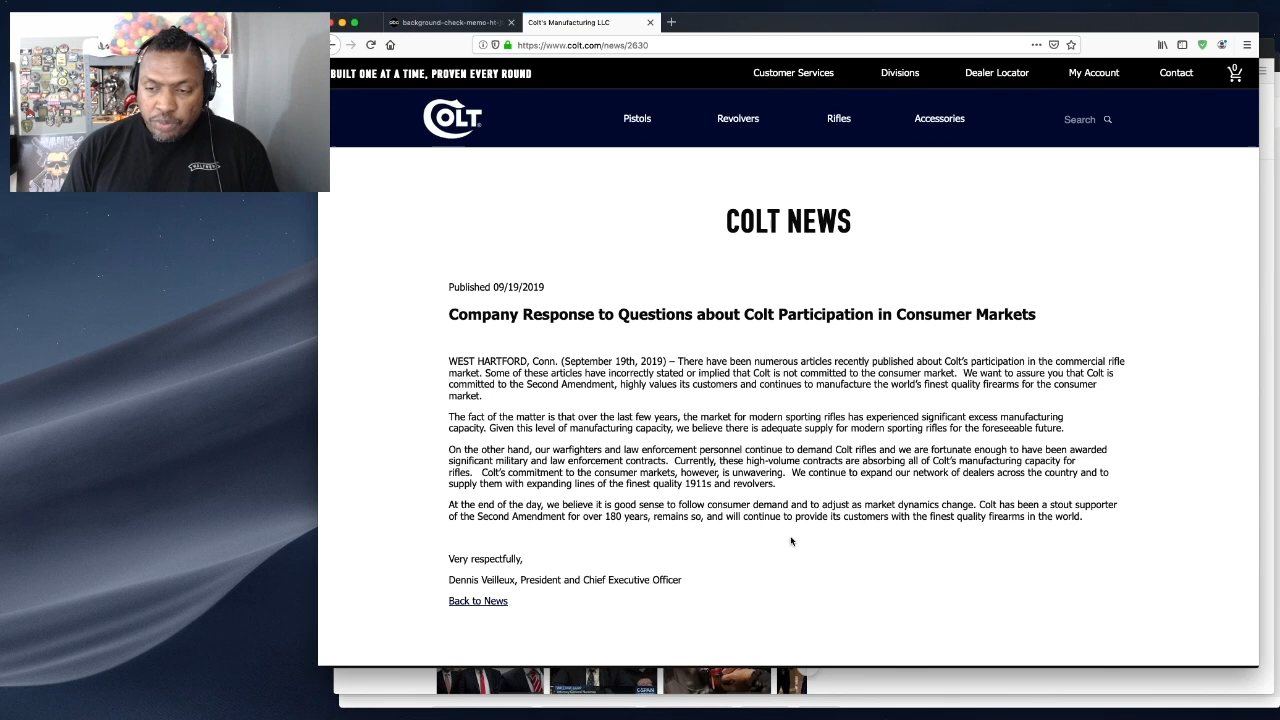 background-check-memo-ht-
Colt's Manufacturing LLC
https://www.colt.com/news/2630
BUILT ONE AT A TIME, PROVEN EVERY ROUND
Customer Services
Divisions
Dealer Locator
My Account
Contact
0
COLT
Pistols
Revolvers
Rifles
Accessories
Search
COLT NEWS
Published 09/19/2019
Company Response to Questions about Colt Participation in Consumer Markets
WEST HARTFORD, Conn. (September 19th, 2019) – There have been numerous articles recently published about Colt's participation in the commercial rifle
market. Some of these articles have incorrectly stated or implied that Colt is not committed to the consumer market.  We want to assure you that Colt is
committed to the Second Amendment, highly values its customers and continues to manufacture the world's finest quality firearms for the consumer
market.
The fact of the matter is that over the last few years, the market for modern sporting rifles has experienced significant excess manufacturing
capacity. Given this level of manufacturing capacity, we believe there is adequate supply for modern sporting rifles for the foreseeable future.
On the other hand, our warfighters and law enforcement personnel continue to demand Colt rifles and we are fortunate enough to have been awarded
significant military and law enforcement contracts.  Currently, these high-volume contracts are absorbing all of Colt's manufacturing capacity for
rifles.   Colt's commitment to the consumer markets, however, is unwavering.  We continue to expand our network of dealers across the country and to
supply them with expanding lines of the finest quality 1911s and revolvers.
At the end of the day, we believe it is good sense to follow consumer demand and to adjust as market dynamics change. Colt has been a stout supporter
of the Second Amendment for over 180 years, remains so, and will continue to provide its customers with the finest quality firearms in the world.
Very respectfully,
Dennis Veilleux, President and Chief Executive Officer
Back to News
C-SPAN